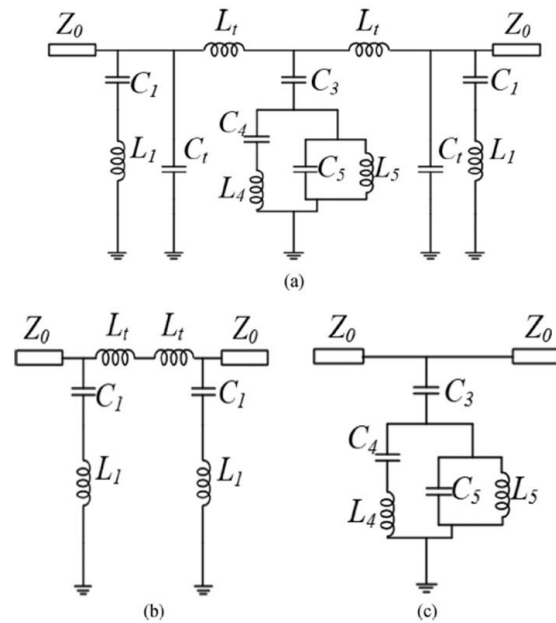 Z₀ Lₜ Lₜ Z₀
C₁ C₃ C₁
C₄
L₁ Cₜ C₅ L₅ Cₜ L₁
L₄
(a)
Z₀ Lₜ Lₜ Z₀ Z₀ Z₀
C₁ C₁ C₃
C₄
L₁ L₁ C₅ L₅
L₄
(b) (c)